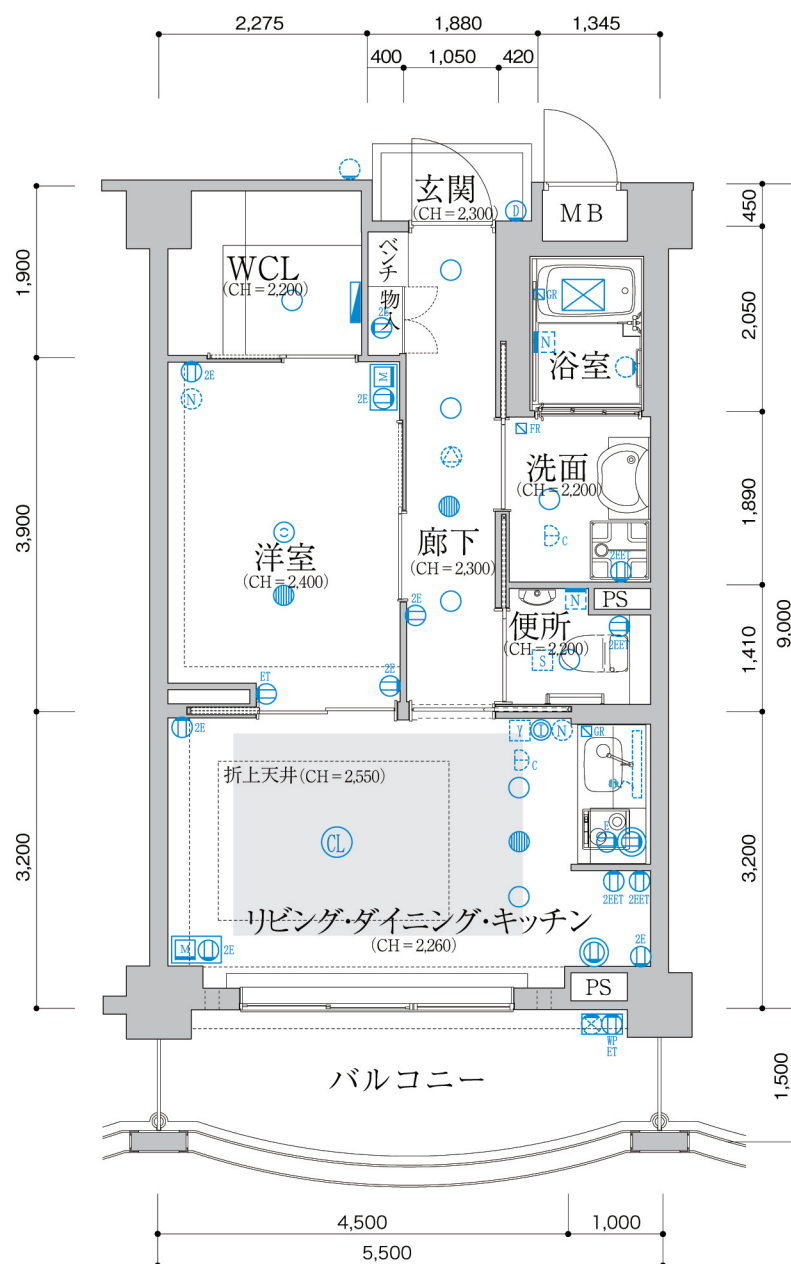 2,275
1,880
1,345
400
1,050
420
玄関
(CH=2,300)
D
MB
450
1,900
WCL
(CH=2,200)
ベンチ
物入
2E
GR
N
浴室
2,050
2E
N
M
2E
FR
洗面
(CH=2,200)
C
2EET
1,890
3,900
洋室
(CH=2,400)
廊下
(CH=2,300)
9,000
2E
N
PS
便所
(CH=2,200)
S
2EET
1,410
ET
2E
2E
Y
N
GR
C
折上天井(CH=2,550)
CL
E
3,200
3,200
2EET
2EET
リビング・ダイニング・キッチン
(CH=2,260)
M
2E
2E
PS
WP
ET
バルコニー
1,500
4,500
1,000
5,500